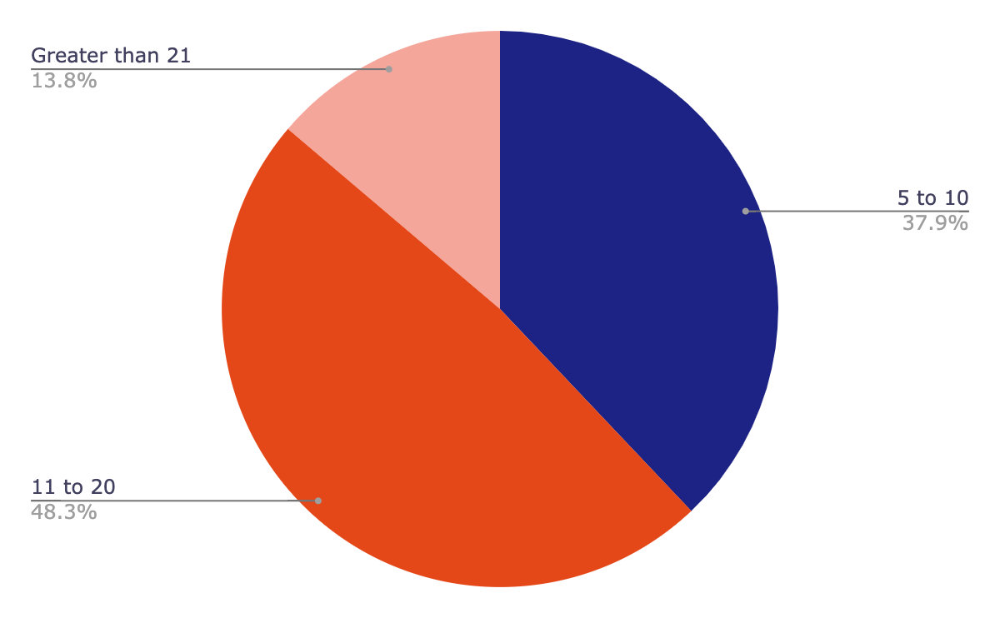 Greater than 21
13.8%
5 to 10
37.9%
11 to 20
48.3%